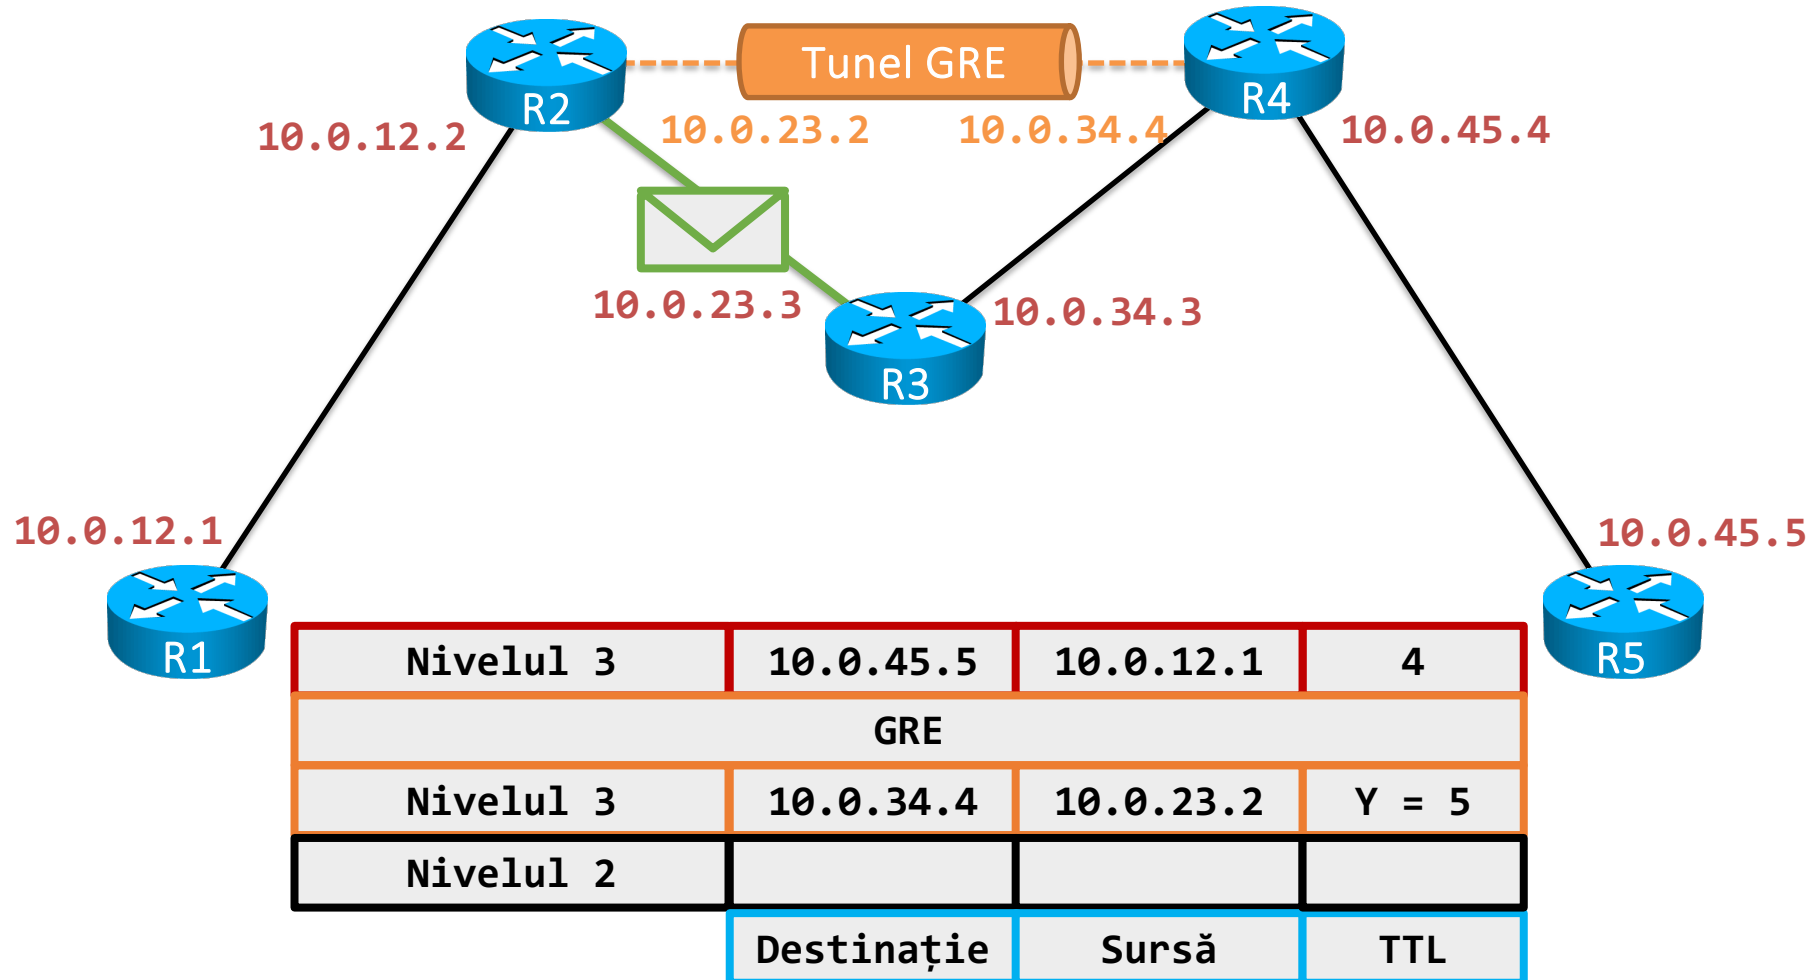 Tunel GRE
R2
R4
10.0.12.2
10.0.23.2
10.0.34.4
10.0.45.4
10.0.23.3
10.0.34.3
R3
10.0.12.1
10.0.45.5
R1
R5
Nivelul 3 10.0.45.5 10.0.12.1 4
GRE
Nivelul 3 10.0.34.4 10.0.23.2 Y = 5
Nivelul 2
Destinație Sursă TTL